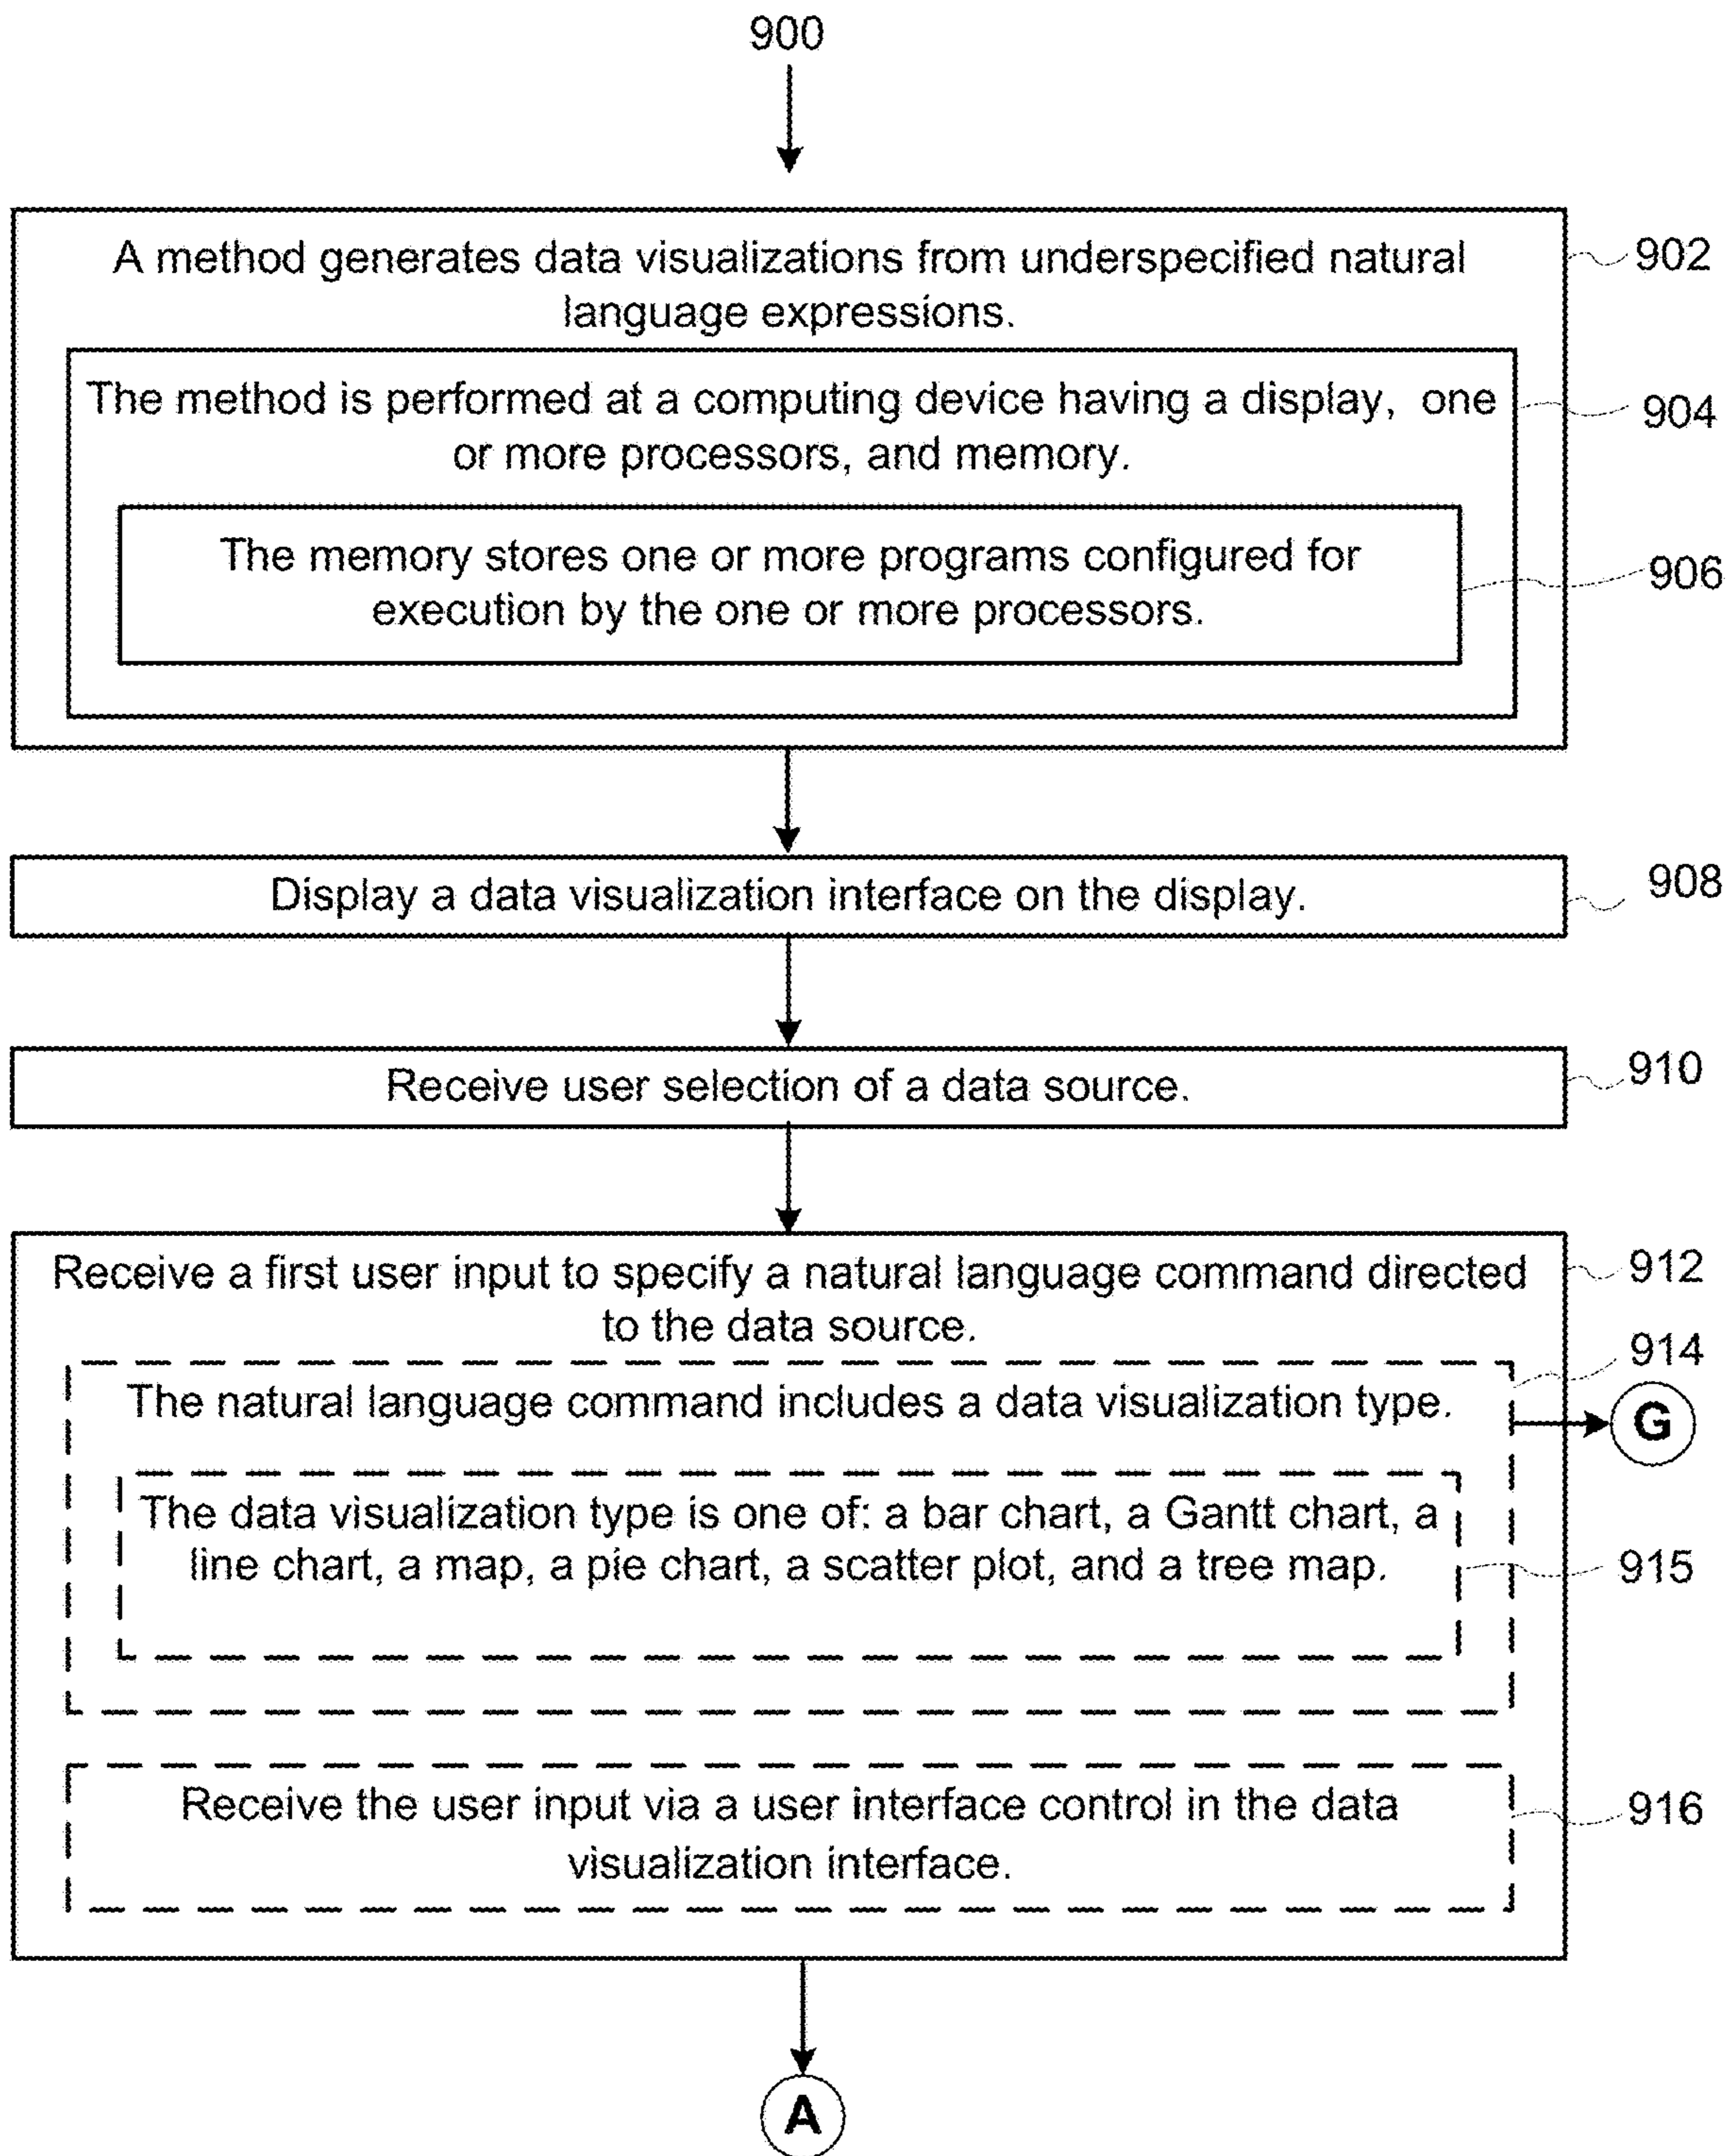 900
A method generates data visualizations from underspecified natural
language expressions.
902
The method is performed at a computing device having a display, one
or more processors, and memory.
904
The memory stores one or more programs configured for
execution by the one or more processors.
906
Display a data visualization interface on the display.
908
Receive user selection of a data source.
910
Receive a first user input to specify a natural language command directed
to the data source.
912
914
The natural language command includes a data visualization type.
G
The data visualization type is one of: a bar chart, a Gantt chart, a
line chart, a map, a pie chart, a scatter plot, and a tree map.
915
Receive the user input via a user interface control in the data
visualization interface.
916
A